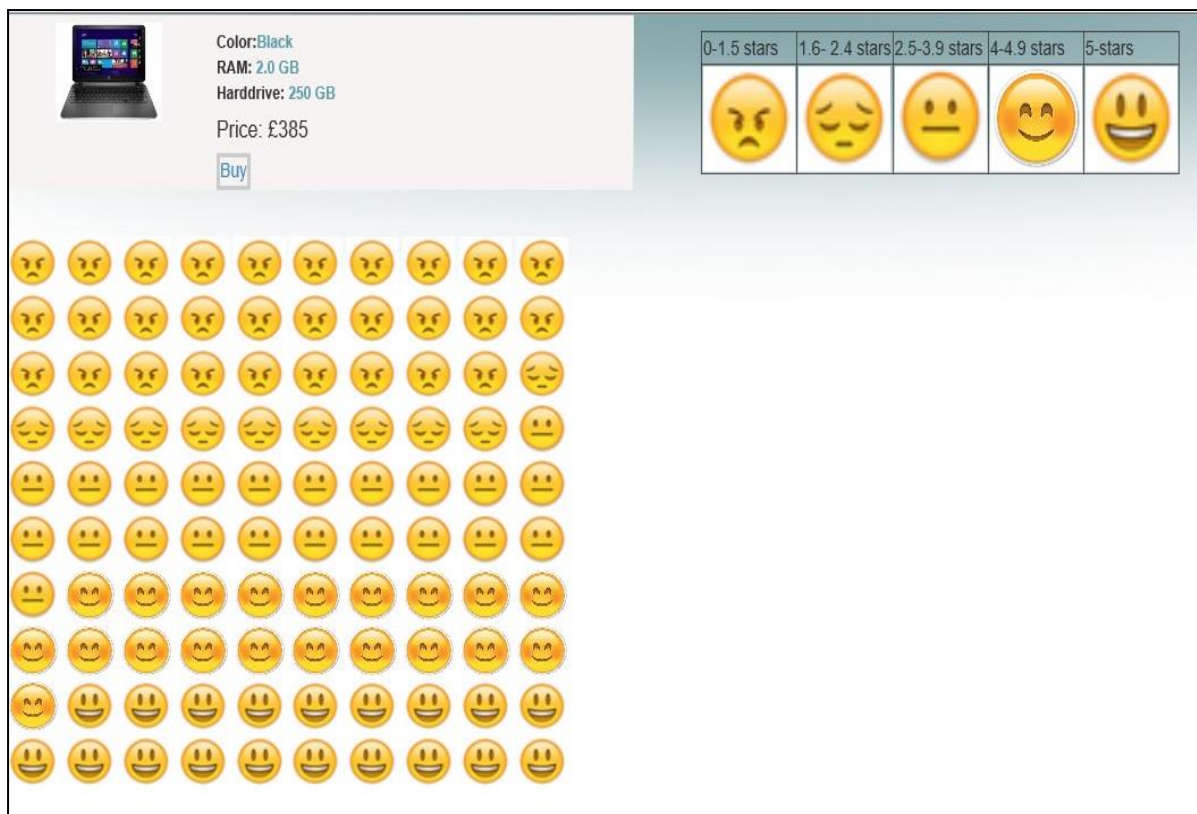 Color:Black
RAM: 2.0 GB
Harddrive: 250 GB
Price: £385
Buy
0-1.5 stars 1.6- 2.4 stars 2.5-3.9 stars 4-4.9 stars 5-stars